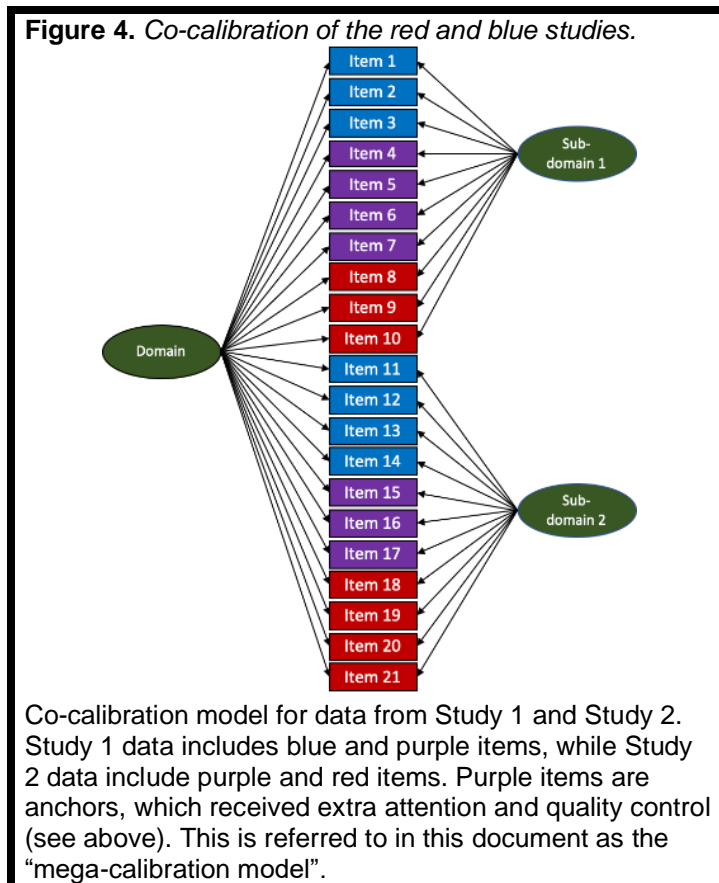 Figure 4. Co-calibration of the red and blue studies.
Item 1
Item 2
Item 3
Item 4
Sub-
domain 1
Item 5
Item 6
Item 7
Item 8
Item 9
Item 10
Domain
Item 11
Item 12
Item 13
Item 14
Item 15
Sub-
domain 2
Item 16
Item 17
Item 18
Item 19
Item 20
Item 21
Co-calibration model for data from Study 1 and Study 2.
Study 1 data includes blue and purple items, while Study
2 data include purple and red items. Purple items are
anchors, which received extra attention and quality control
(see above). This is referred to in this document as the
“mega-calibration model”.